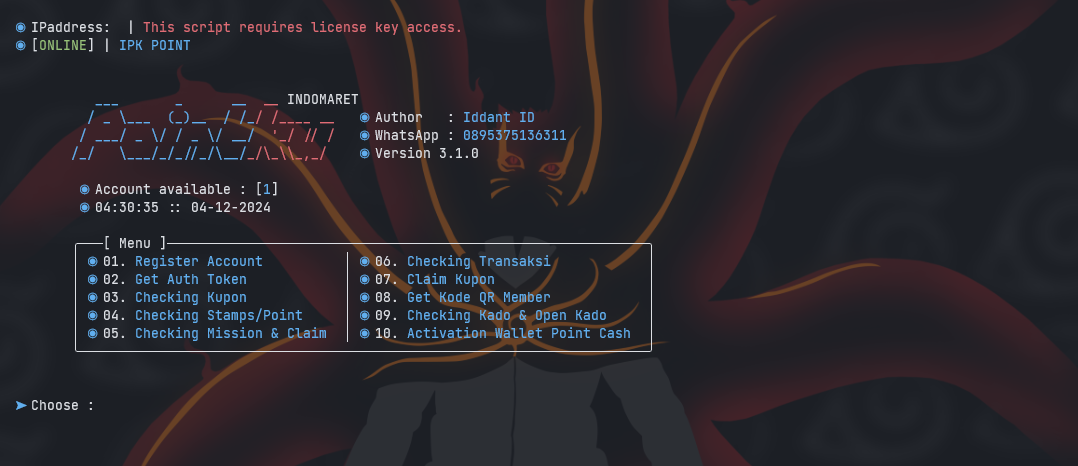 ◉ IPaddress:  | This script requires license key access.
◉ [ONLINE] | IPK POINT
INDOMARET
◉ Author   : Iddant ID
◉ WhatsApp : 0895375136311
◉ Version 3.1.0
◉ Account available : [1]
◉ 04:30:35 :: 04-12-2024
[ Menu ]
◉ 01. Register Account
◉ 02. Get Auth Token
◉ 03. Checking Kupon
◉ 04. Checking Stamps/Point
◉ 05. Checking Mission & Claim
◉ 06. Checking Transaksi
◉ 07. Claim Kupon
◉ 08. Get Kode QR Member
◉ 09. Checking Kado & Open Kado
◉ 10. Activation Wallet Point Cash
➤ Choose :